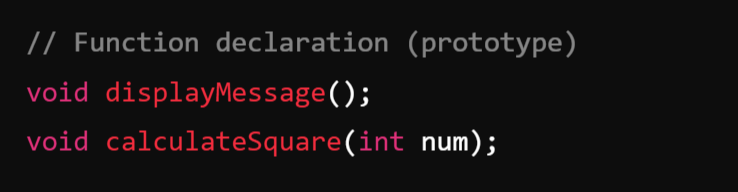 // Function declaration (prototype)
void displayMessage();
void calculateSquare(int num);